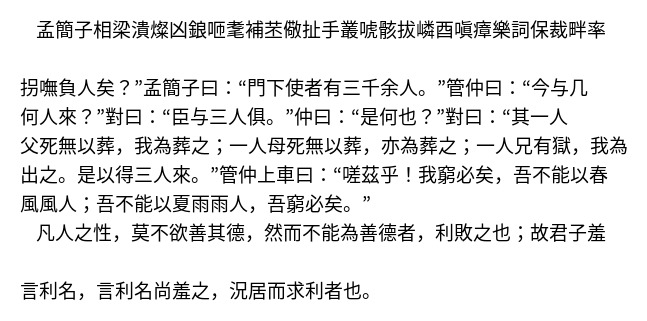 孟簡子相梁潰燦凶鋃咂耄補荎儆扯手叢唬骸拔嶙酉嗔瘴樂詞保裁畔率
拐嘸負人矣？”孟簡子曰：“門下使者有三千余人。”管仲曰：“今与几
何人來？”對曰：“臣与三人俱。”仲曰：“是何也？”對曰：“其一人
父死無以葬，我為葬之；一人母死無以葬，亦為葬之；一人兄有獄，我為
出之。是以得三人來。”管仲上車曰：“嗟茲乎！我窮必矣，吾不能以春
風風人；吾不能以夏雨雨人，吾窮必矣。”
凡人之性，莫不欲善其德，然而不能為善德者，利敗之也；故君子羞
言利名，言利名尚羞之，況居而求利者也。